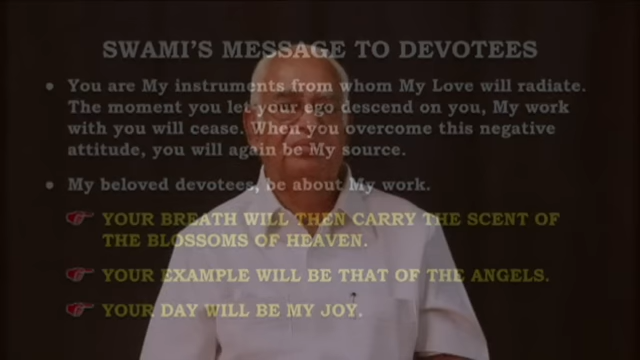 SWAMI'S MESSAGE TO DEVOTEES
● You are My instruments from whom My Love will radiate.
The moment you let your ego descend on you, My work
with you will cease. When you overcome this negative
attitude, you will again be My source.
● My beloved devotees, be about My work.
YOUR BREATH WILL THEN CARRY THE SCENT OF
THE BLOSSOMS OF HEAVEN.
YOUR EXAMPLE WILL BE THAT OF THE ANGELS.
YOUR DAY WILL BE MY JOY.